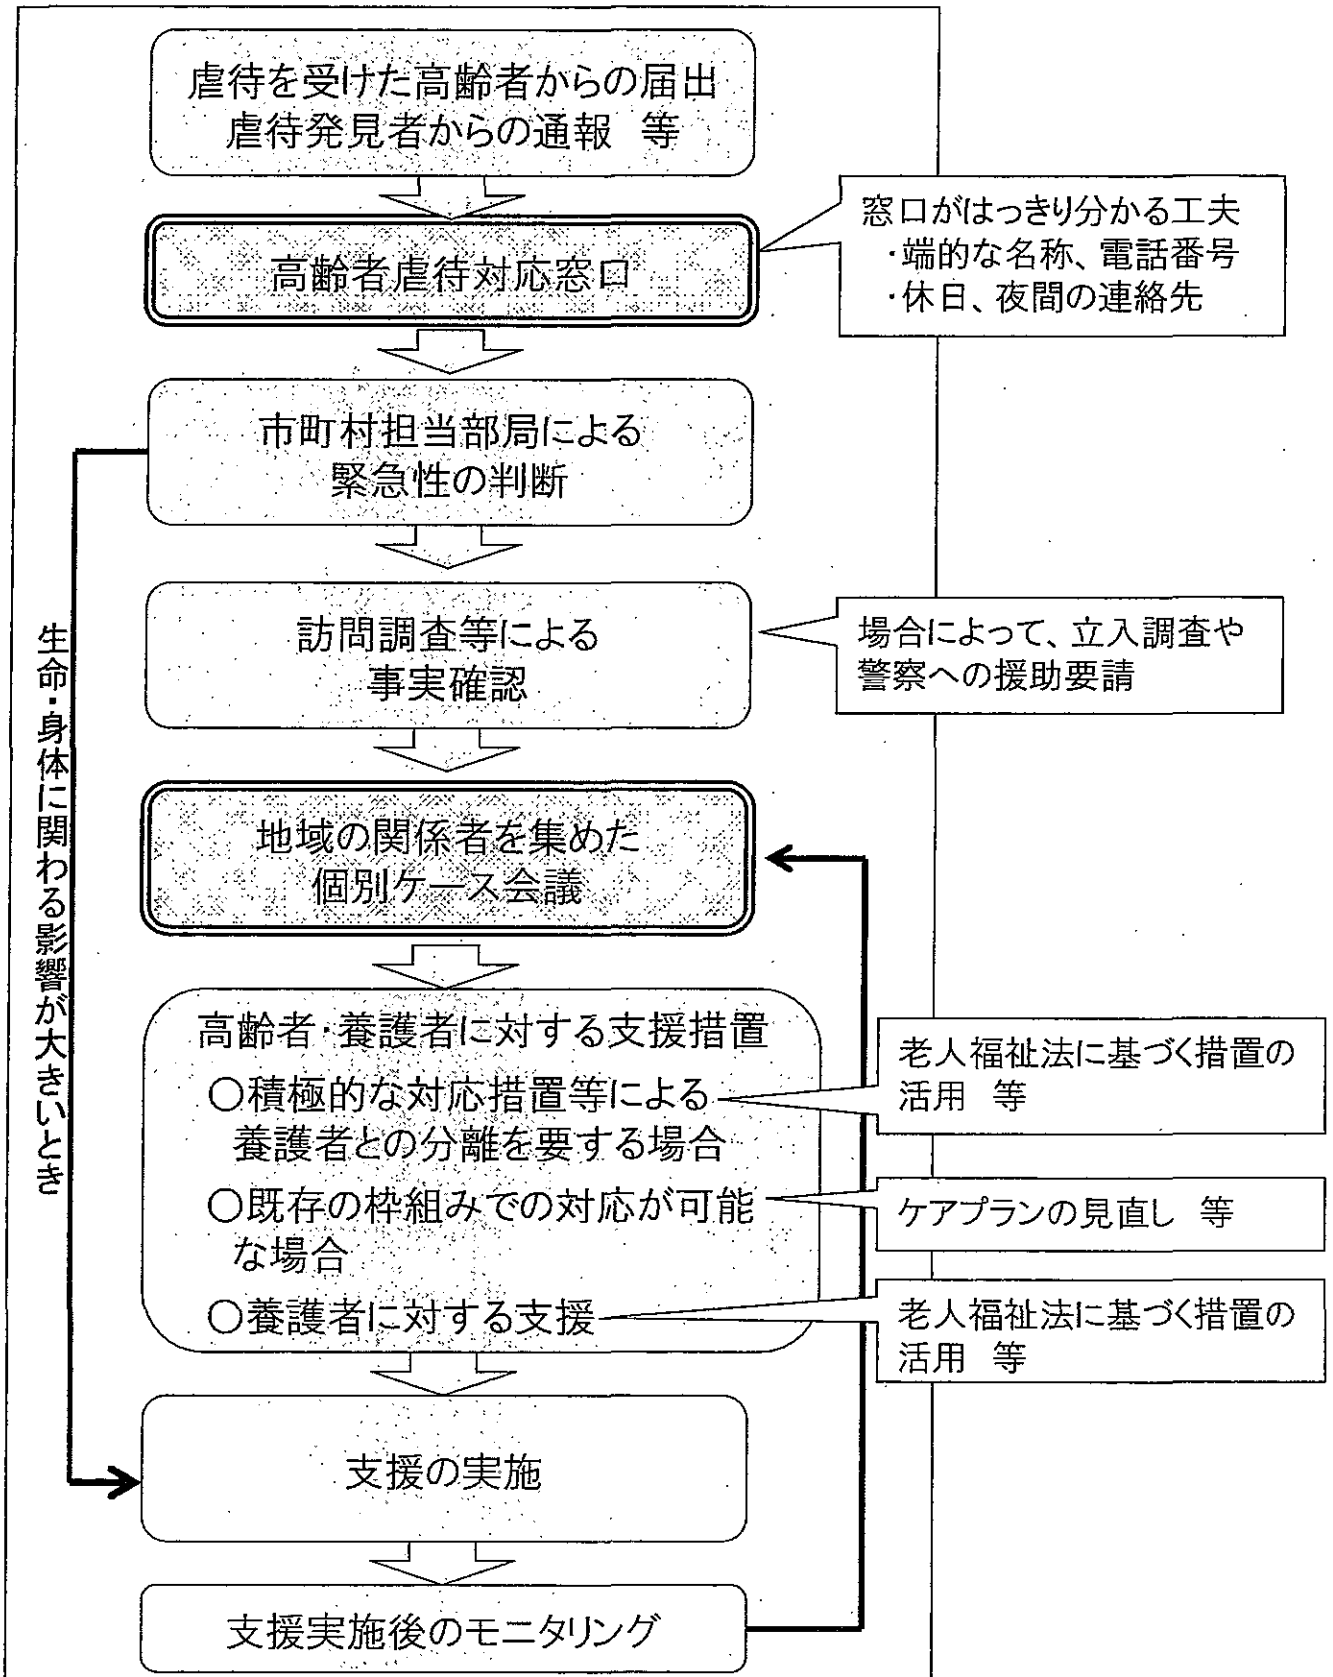 虐待を受けた高齢者からの届出
虐待発見者からの通報 等
高齢者虐待対応窓口
窓口がはっきり分かる工夫
・端的な名称、電話番号
・休日、夜間の連絡先
市町村担当部局による
緊急性の判断
生命・身体に関わる影響が大きいとき
訪問調査等による
事実確認
場合によって、立入調査や
警察への援助要請
地域の関係者を集めた
個別ケース会議
高齢者・養護者に対する支援措置
○積極的な対応措置等による
養護者との分離を要する場合
老人福祉法に基づく措置の
活用 等
○既存の枠組みでの対応が可能
な場合
ケアプランの見直し 等
○養護者に対する支援
老人福祉法に基づく措置の
活用 等
支援の実施
支援実施後のモニタリング